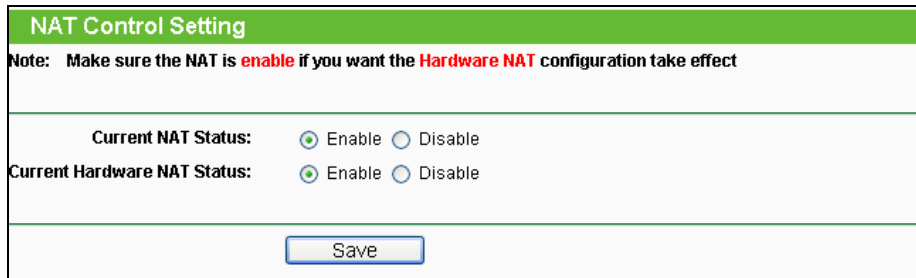 NAT Control Setting
Note: Make sure the NAT is enable if you want the Hardware NAT configuration take effect
Current NAT Status: Enable Disable
Current Hardware NAT Status: Enable Disable
Save